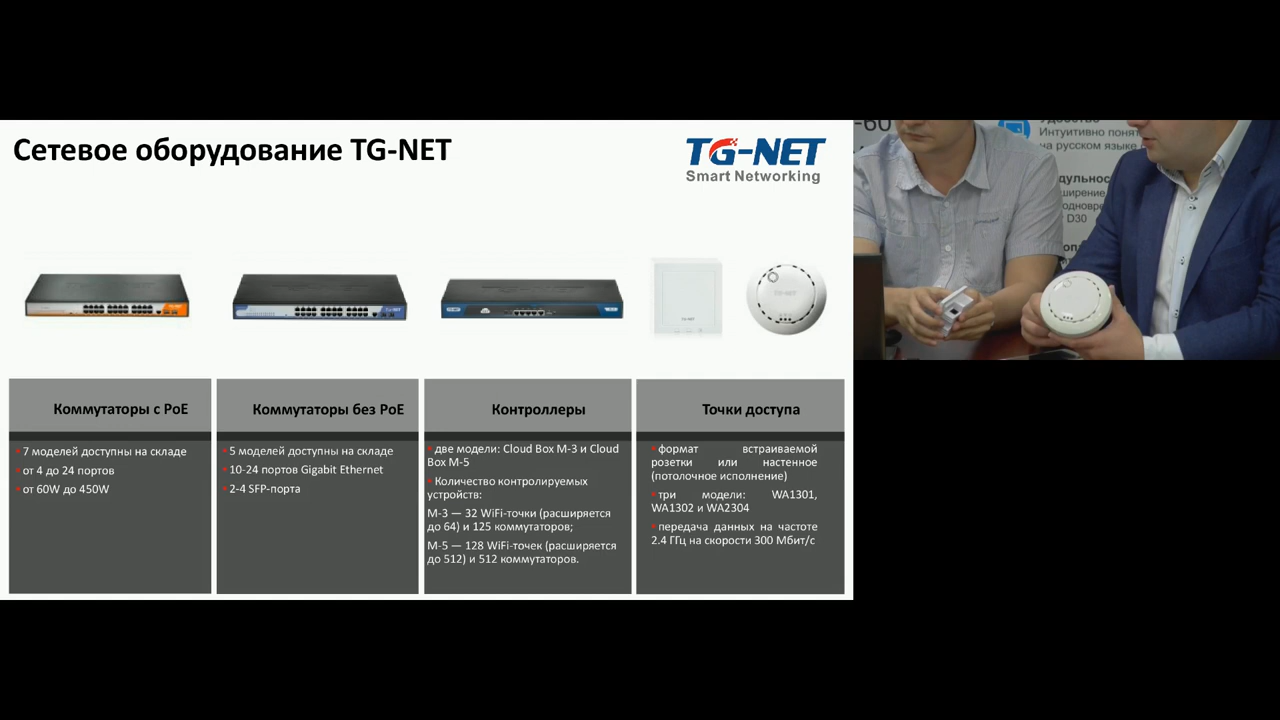 Сетевое оборудование TG-NET
TG-NET
Smart Networking
Коммутаторы с PoE
7 моделей доступны на складе
от 4 до 24 портов
от 60W до 450W
Коммутаторы без PoE
5 моделей доступны на складе
10-24 портов Gigabit Ethernet
2-4 SFP-порта
Контроллеры
две модели: Cloud Box M-3 и Cloud
Box M-5
Количество контролируемых
устройств:
M-3 — 32 WiFi-точки (расширяется
до 64) и 125 коммутаторов;
M-5 — 128 WiFi-точек (расширяется
до 512) и 512 коммутаторов.
Точки доступа
формат встраиваемой
розетки или настенное
(потолочное исполнение)
три модели: WA1301,
WA1302 и WA2304
передача данных на частоте
2.4 ГГц на скорости 300 Мбит/с
-60
Интуитивно понят
на русском языке
D30